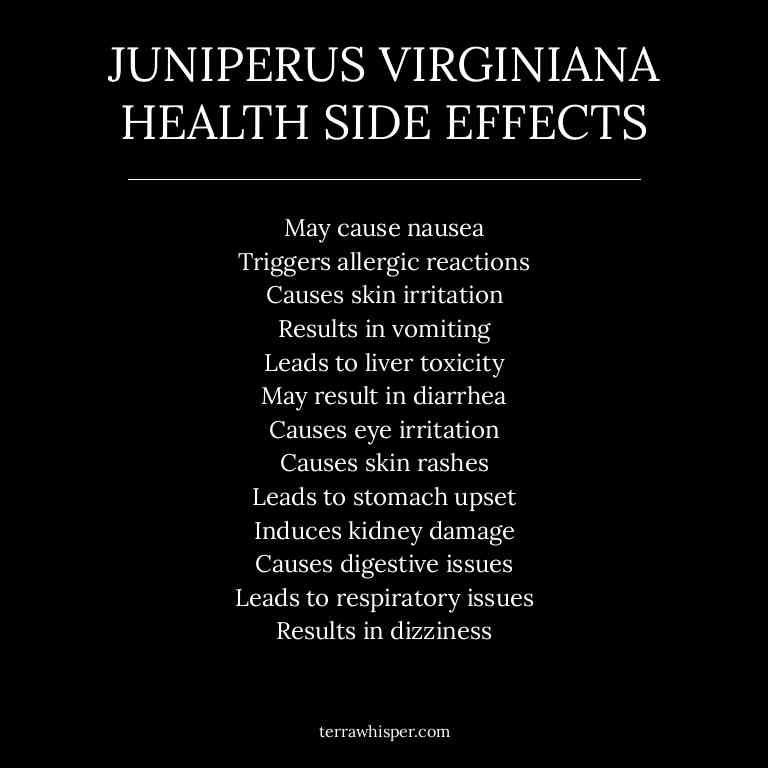 JUNIPERUS VIRGINIANA
HEALTH SIDE EFFECTS
May cause nausea
Triggers allergic reactions
Causes skin irritation
Results in vomiting
Leads to liver toxicity
May result in diarrhea
Causes eye irritation
Causes skin rashes
Leads to stomach upset
Induces kidney damage
Causes digestive issues
Leads to respiratory issues
Results in dizziness
terrawhisper.com